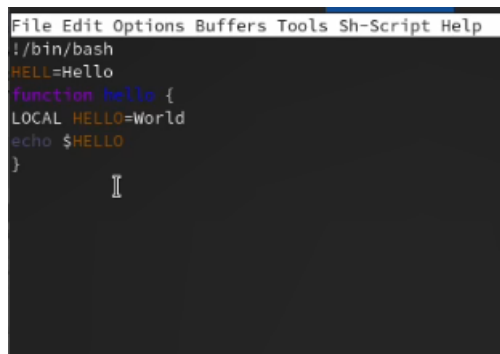 File Edit Options Buffers Tools Sh-Script Help
!/bin/bash
HELL=Hello
function hello {
LOCAL HELLO=World
echo $HELLO
}